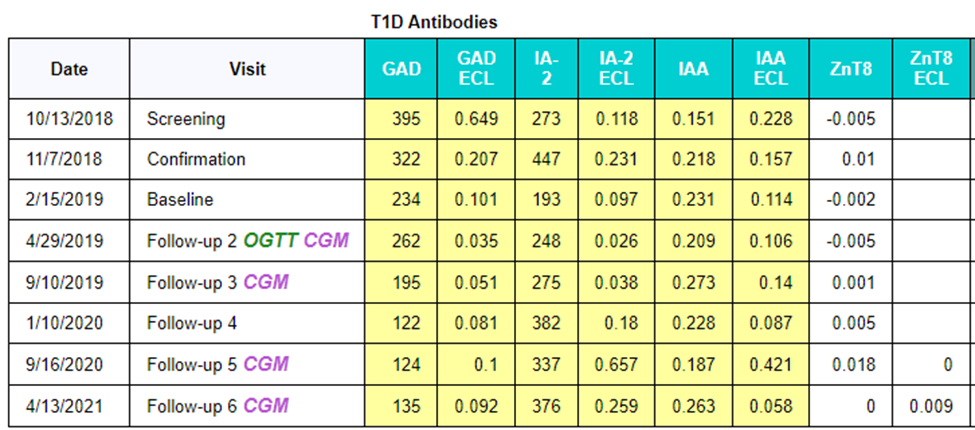 T1D Antibodies
Date Visit GAD GAD ECL IA-2 IA-2 ECL IAA IAA ECL ZnT8 ZnT8 ECL
10/13/2018 Screening 395 0.649 273 0.118 0.151 0.228 -0.005
11/7/2018 Confirmation 322 0.207 447 0.231 0.218 0.157 0.01
2/15/2019 Baseline 234 0.101 193 0.097 0.231 0.114 -0.002
4/29/2019 Follow-up 2 OGTT CGM 262 0.035 248 0.026 0.209 0.106 -0.005
9/10/2019 Follow-up 3 CGM 195 0.051 275 0.038 0.273 0.14 0.001
1/10/2020 Follow-up 4 122 0.081 382 0.18 0.228 0.087 0.005
9/16/2020 Follow-up 5 CGM 124 0.1 337 0.657 0.187 0.421 0.018 0
4/13/2021 Follow-up 6 CGM 135 0.092 376 0.259 0.263 0.058 0 0.009